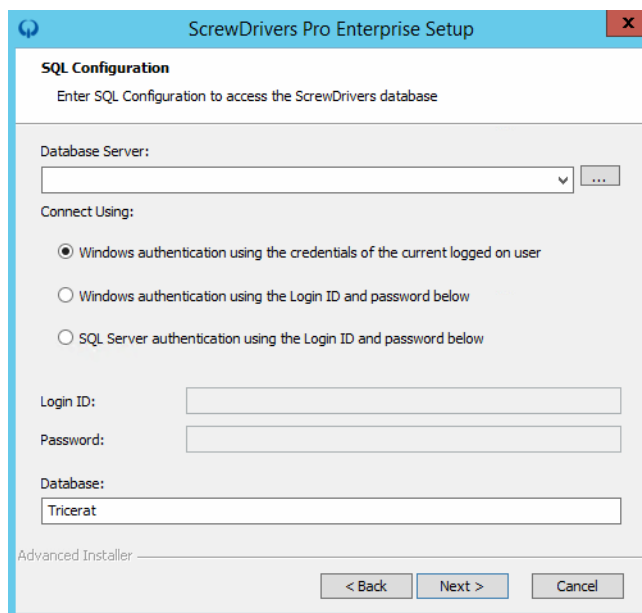 ScrewDrivers Pro Enterprise Setup
x
SQL Configuration
Enter SQL Configuration to access the ScrewDrivers database
Database Server:
...
Connect Using:
Windows authentication using the credentials of the current logged on user
Windows authentication using the Login ID and password below
SQL Server authentication using the Login ID and password below
Login ID:
Password:
Database:
Tricerat
Advanced Installer
< Back Next > Cancel